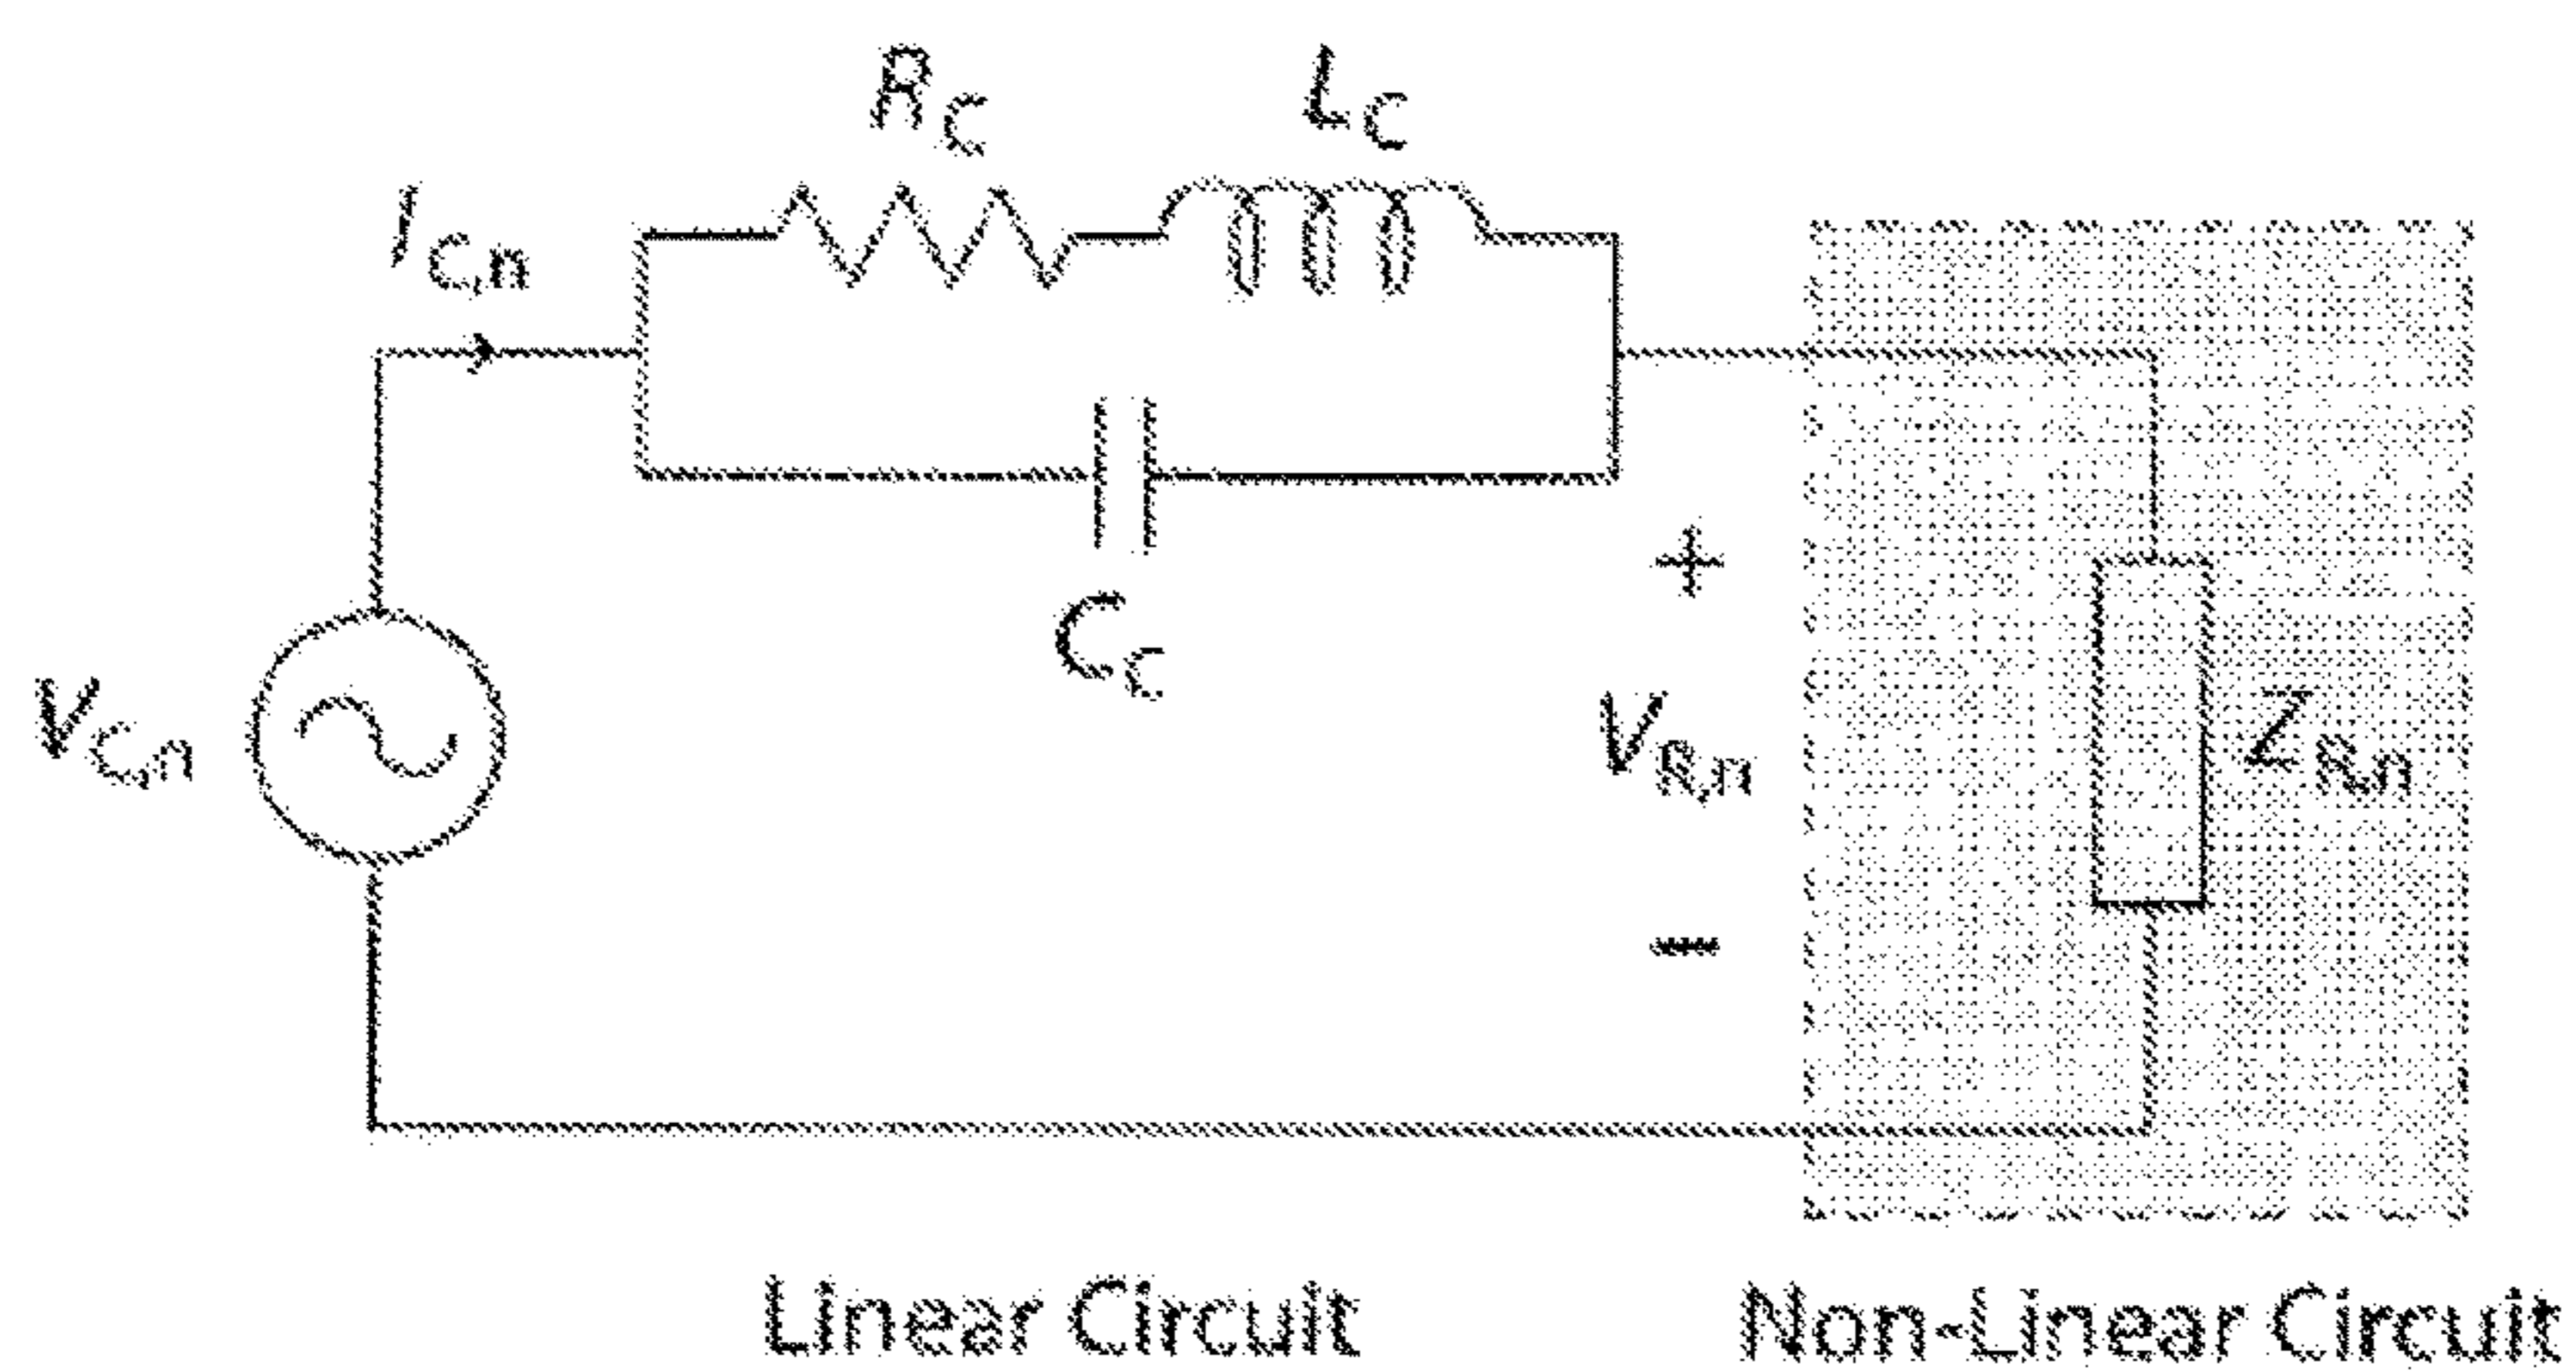 R_C
L_C
I_C,n
C_C
+
V_C,n
V_R,n
Z_R,n
−
Linear Circuit
Non-Linear Circuit